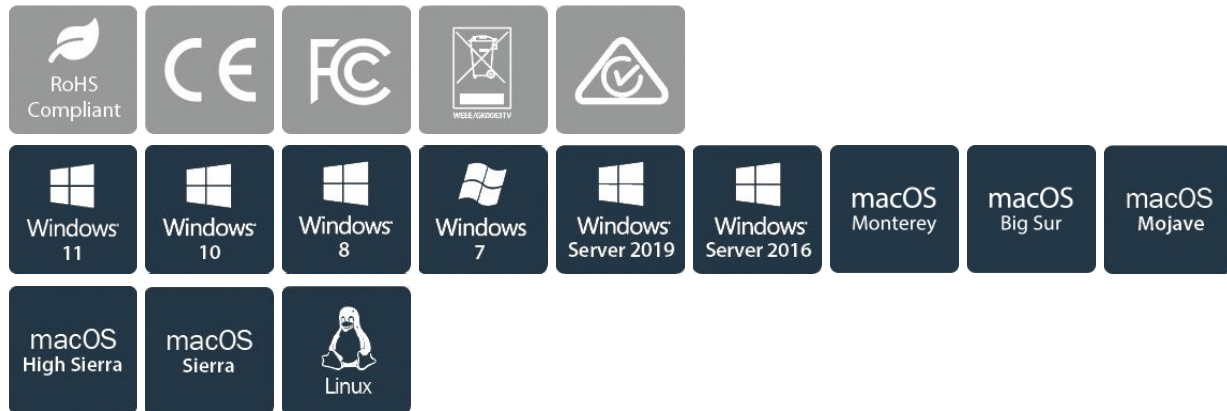 RoHS
Compliant
CE
FC
WEEE/GK0063TV
Windows
11
Windows
10
Windows
8
Windows
7
Windows
Server 2019
Windows
Server 2016
macOS
Monterey
macOS
Big Sur
macOS
Mojave
macOS
High Sierra
macOS
Sierra
Linux